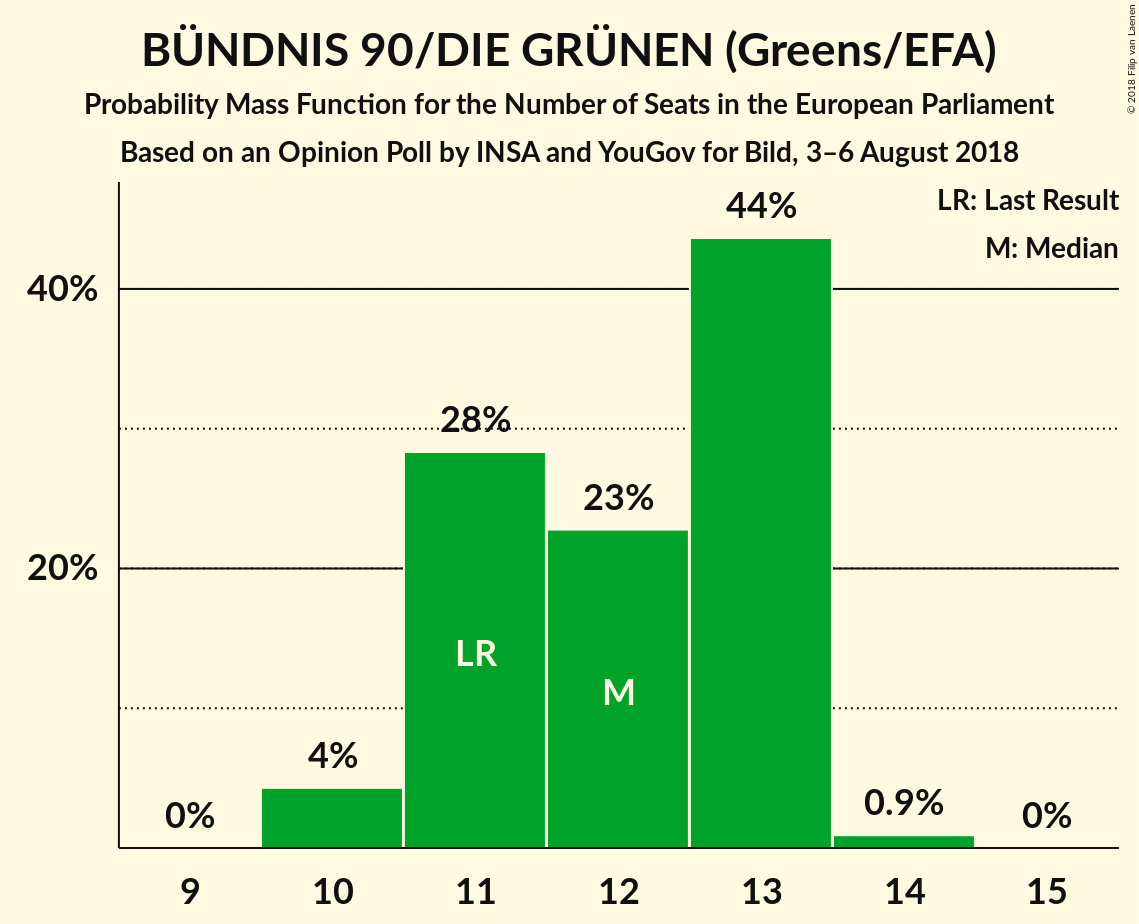 BÜNDNIS 90/DIE GRÜNEN (Greens/EFA)
Probability Mass Function for the Number of Seats in the European Parliament
Based on an Opinion Poll by INSA and YouGov for Bild, 3–6 August 2018
© 2018 Filip van Laenen
LR: Last Result
M: Median
40%
20%
0%
4%
28%
23%
44%
0.9%
0%
LR
M
9
10
11
12
13
14
15